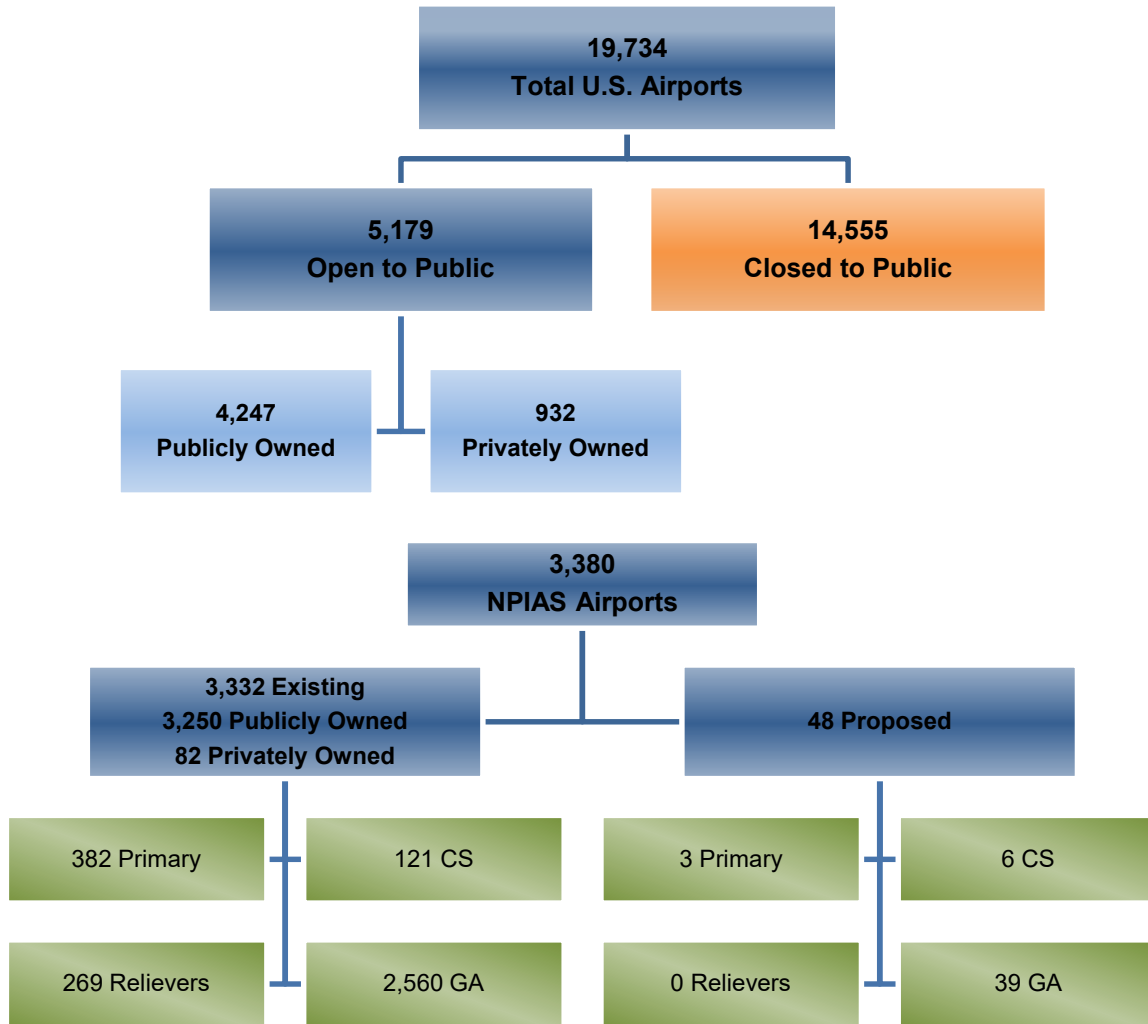 19,734
Total U.S. Airports
5,179
Open to Public
14,555
Closed to Public
4,247
Publicly Owned
932
Privately Owned
3,380
NPIAS Airports
3,332 Existing
3,250 Publicly Owned
82 Privately Owned
48 Proposed
382 Primary
121 CS
3 Primary
6 CS
269 Relievers
2,560 GA
0 Relievers
39 GA